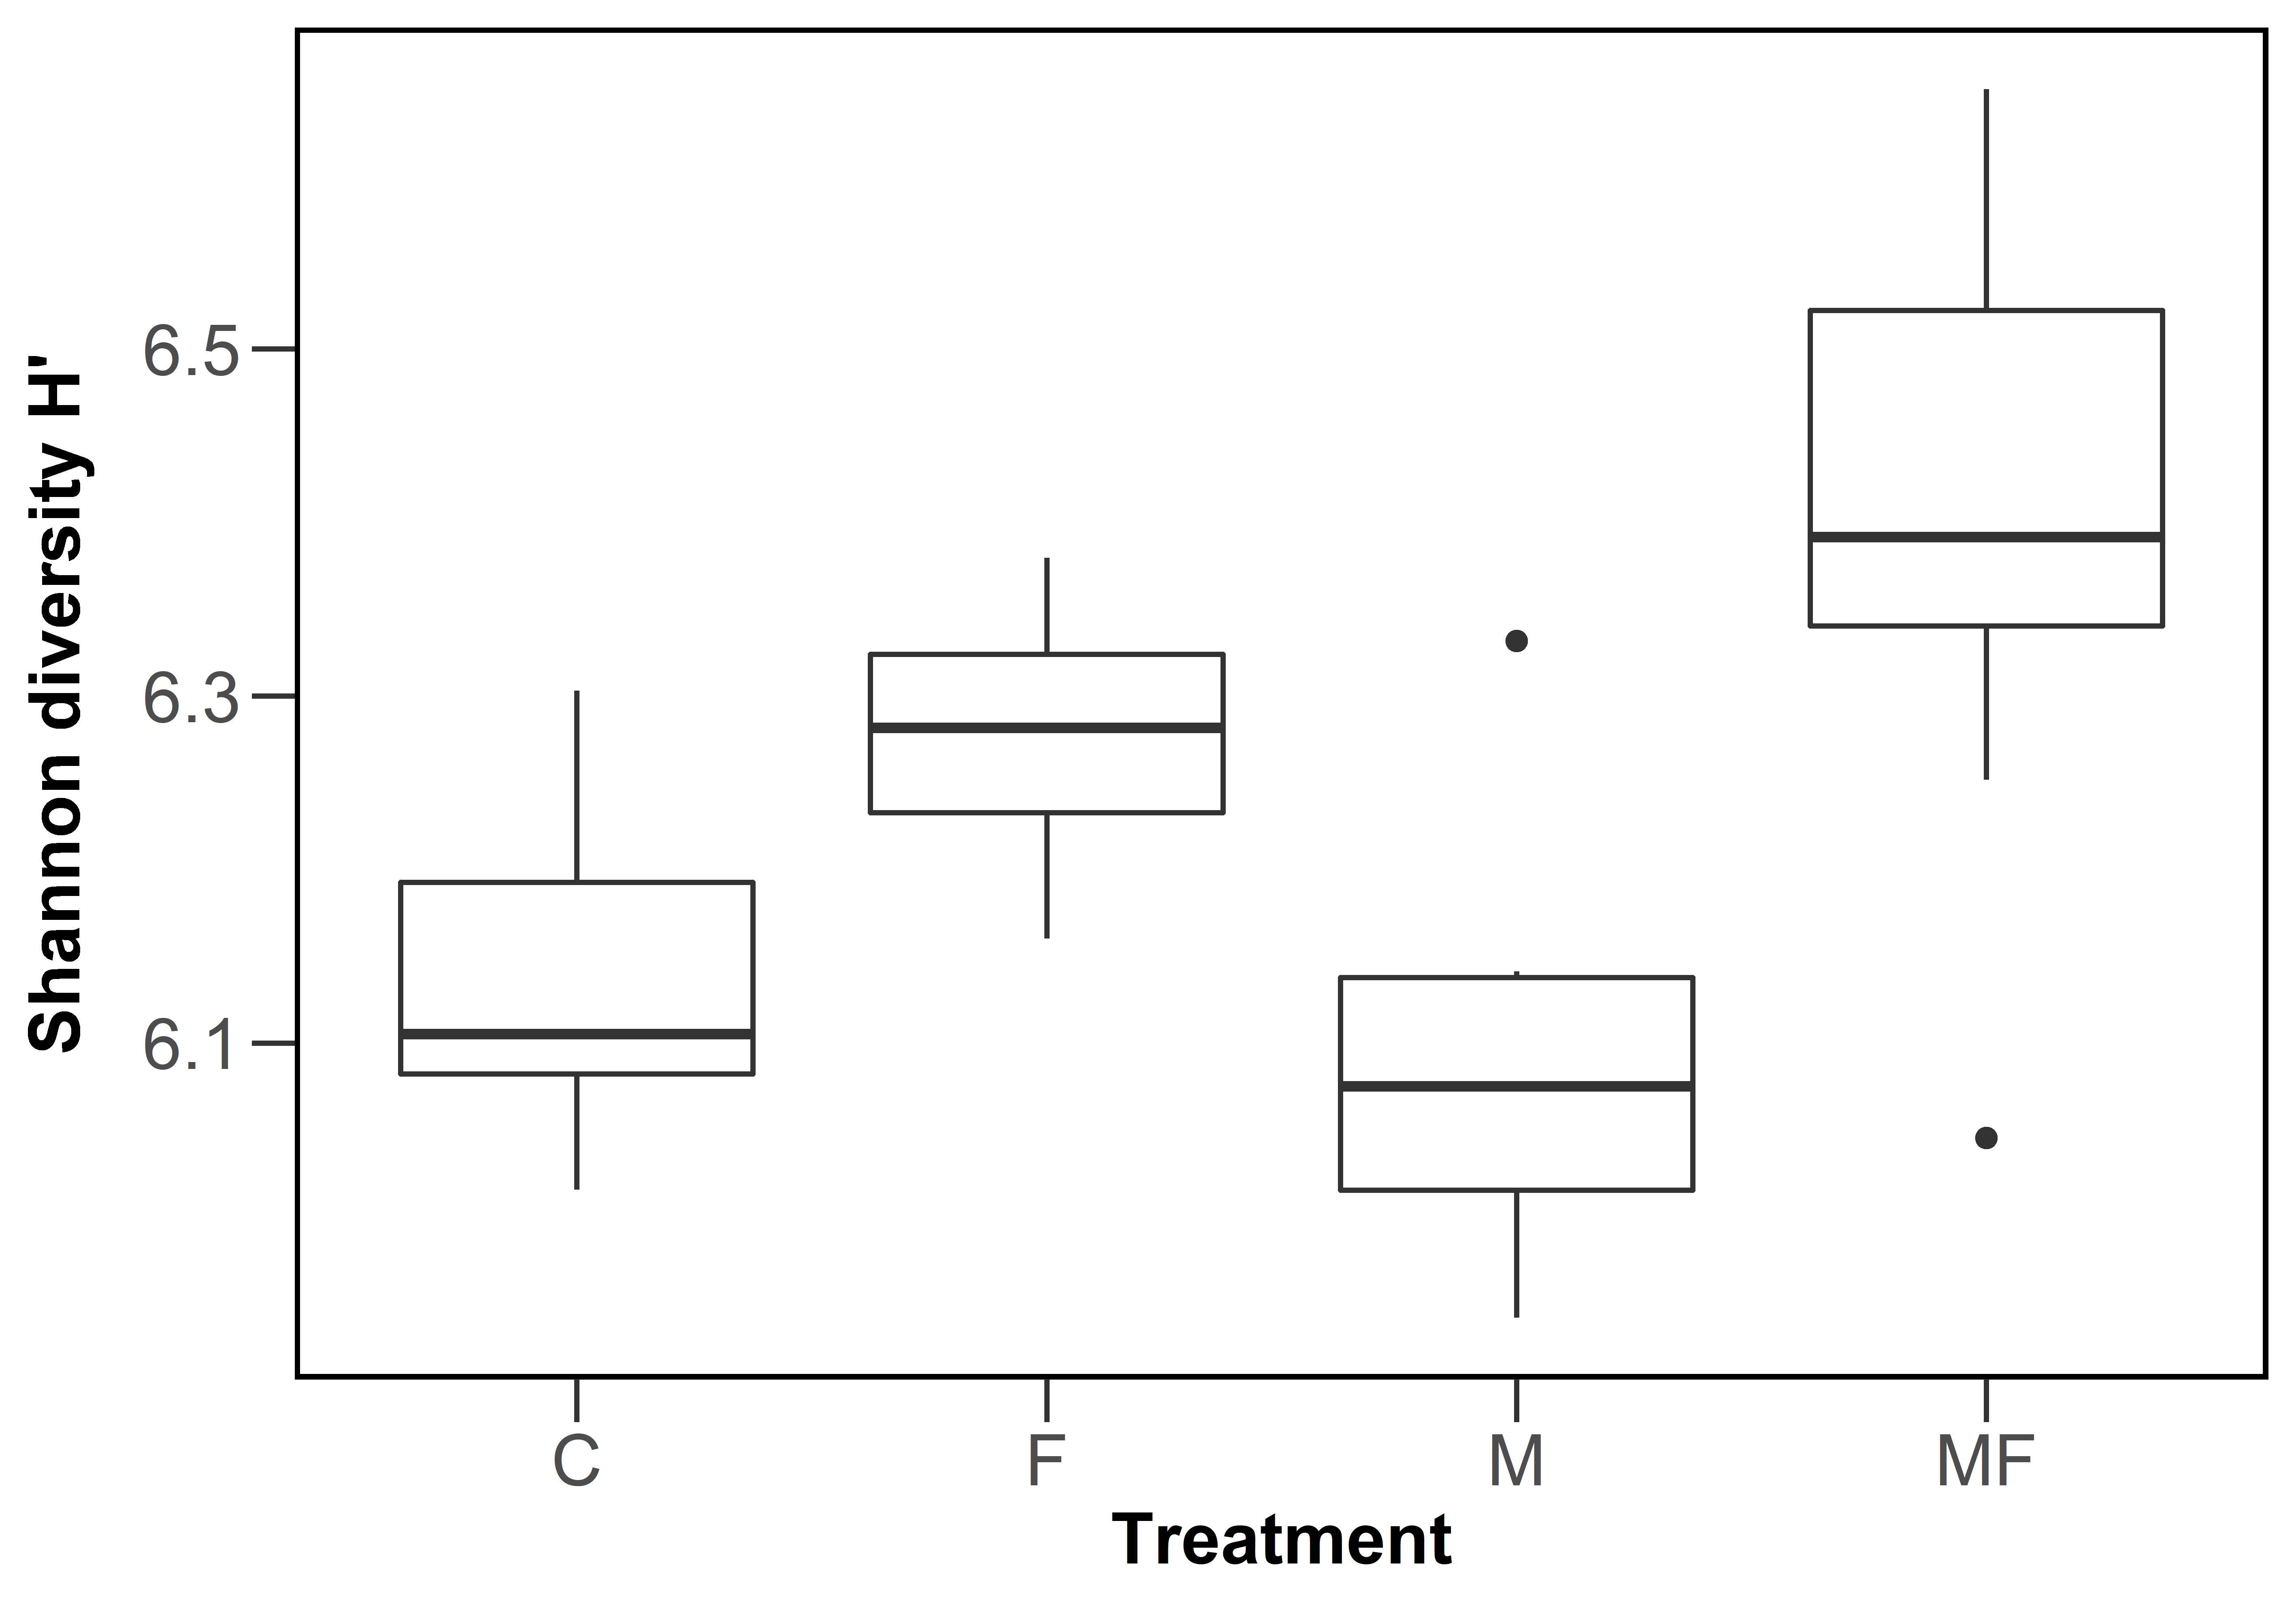 Shannon diversity H'
6.5
6.3
6.1
C F M MF
Treatment